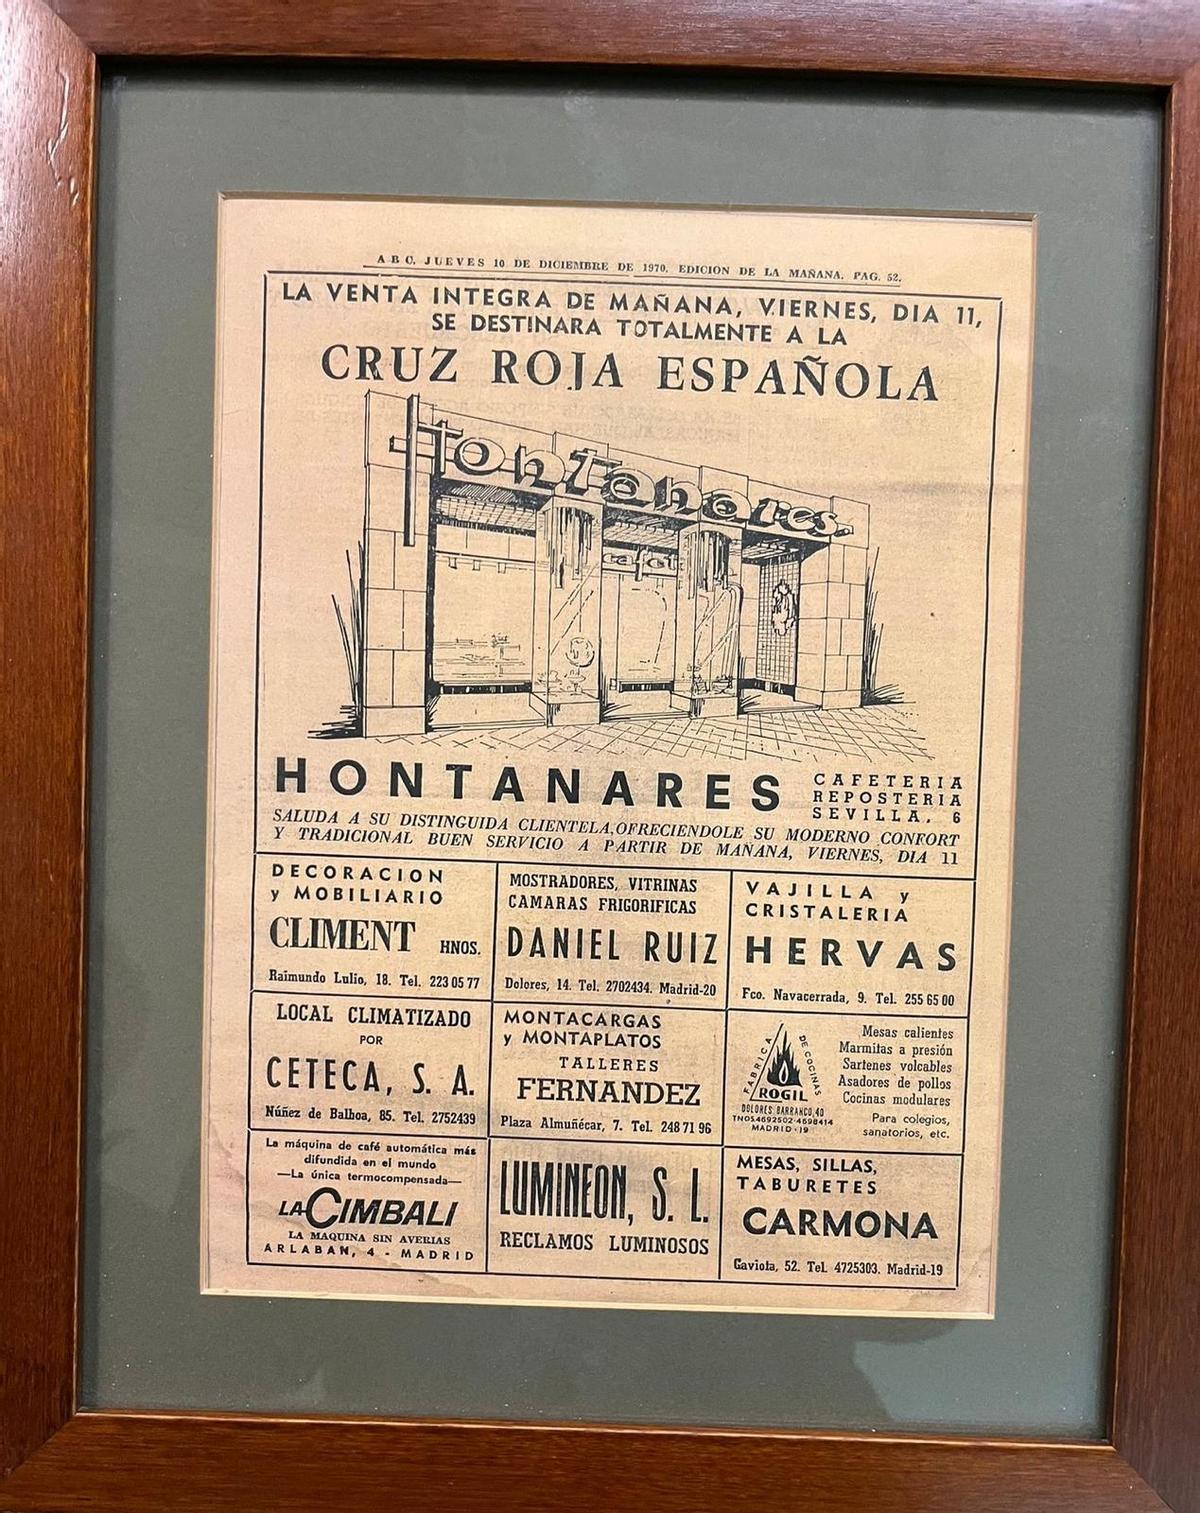 ABC. JUEVES 10 DE DICIEMBRE DE 1970. EDICION DE LA MAÑANA. PAG. 52.
LA VENTA INTEGRA DE MAÑANA, VIERNES, DIA 11,
SE DESTINARA TOTALMENTE A LA
CRUZ ROJA ESPAÑOLA
Hontanares
HONTANARES
CAFETERIA
REPOSTERIA
SEVILLA, 6
SALUDA A SU DISTINGUIDA CLIENTELA, OFRECIENDOLE SU MODERNO CONFORT
Y TRADICIONAL BUEN SERVICIO A PARTIR DE MAÑANA, VIERNES, DIA 11
DECORACION
y MOBILIARIO
CLIMENT HNOS.
Raimundo Lulio, 18. Tel. 223 05 77
MOSTRADORES, VITRINAS
CAMARAS FRIGORIFICAS
DANIEL RUIZ
Dolores, 14. Tel. 2702434. Madrid-20
VAJILLA y
CRISTALERIA
HERVAS
Fco. Navacerrada, 9. Tel. 255 65 00
LOCAL CLIMATIZADO
POR
CETECA, S. A.
Núñez de Balboa, 85. Tel. 2752439
MONTACARGAS
y MONTAPLATOS
TALLERES
FERNANDEZ
Plaza Almuñécar, 7. Tel. 248 71 96
FABRICA DE COCINAS
ROGIL
DOLORES BARRANCO, 40
TNOS. 4692502-4698414
MADRID-19
Mesas calientes
Marmitas a presión
Sartenes volcables
Asadores de pollos
Cocinas modulares
Para colegios,
sanatorios, etc.
La máquina de café automática más
difundida en el mundo
—La única termocompensada—
LA CIMBALI
LA MAQUINA SIN AVERIAS
ARLABAN, 4 - MADRID
LUMINEON, S. L.
RECLAMOS LUMINOSOS
MESAS, SILLAS,
TABURETES
CARMONA
Gaviota, 52. Tel. 4725303. Madrid-19